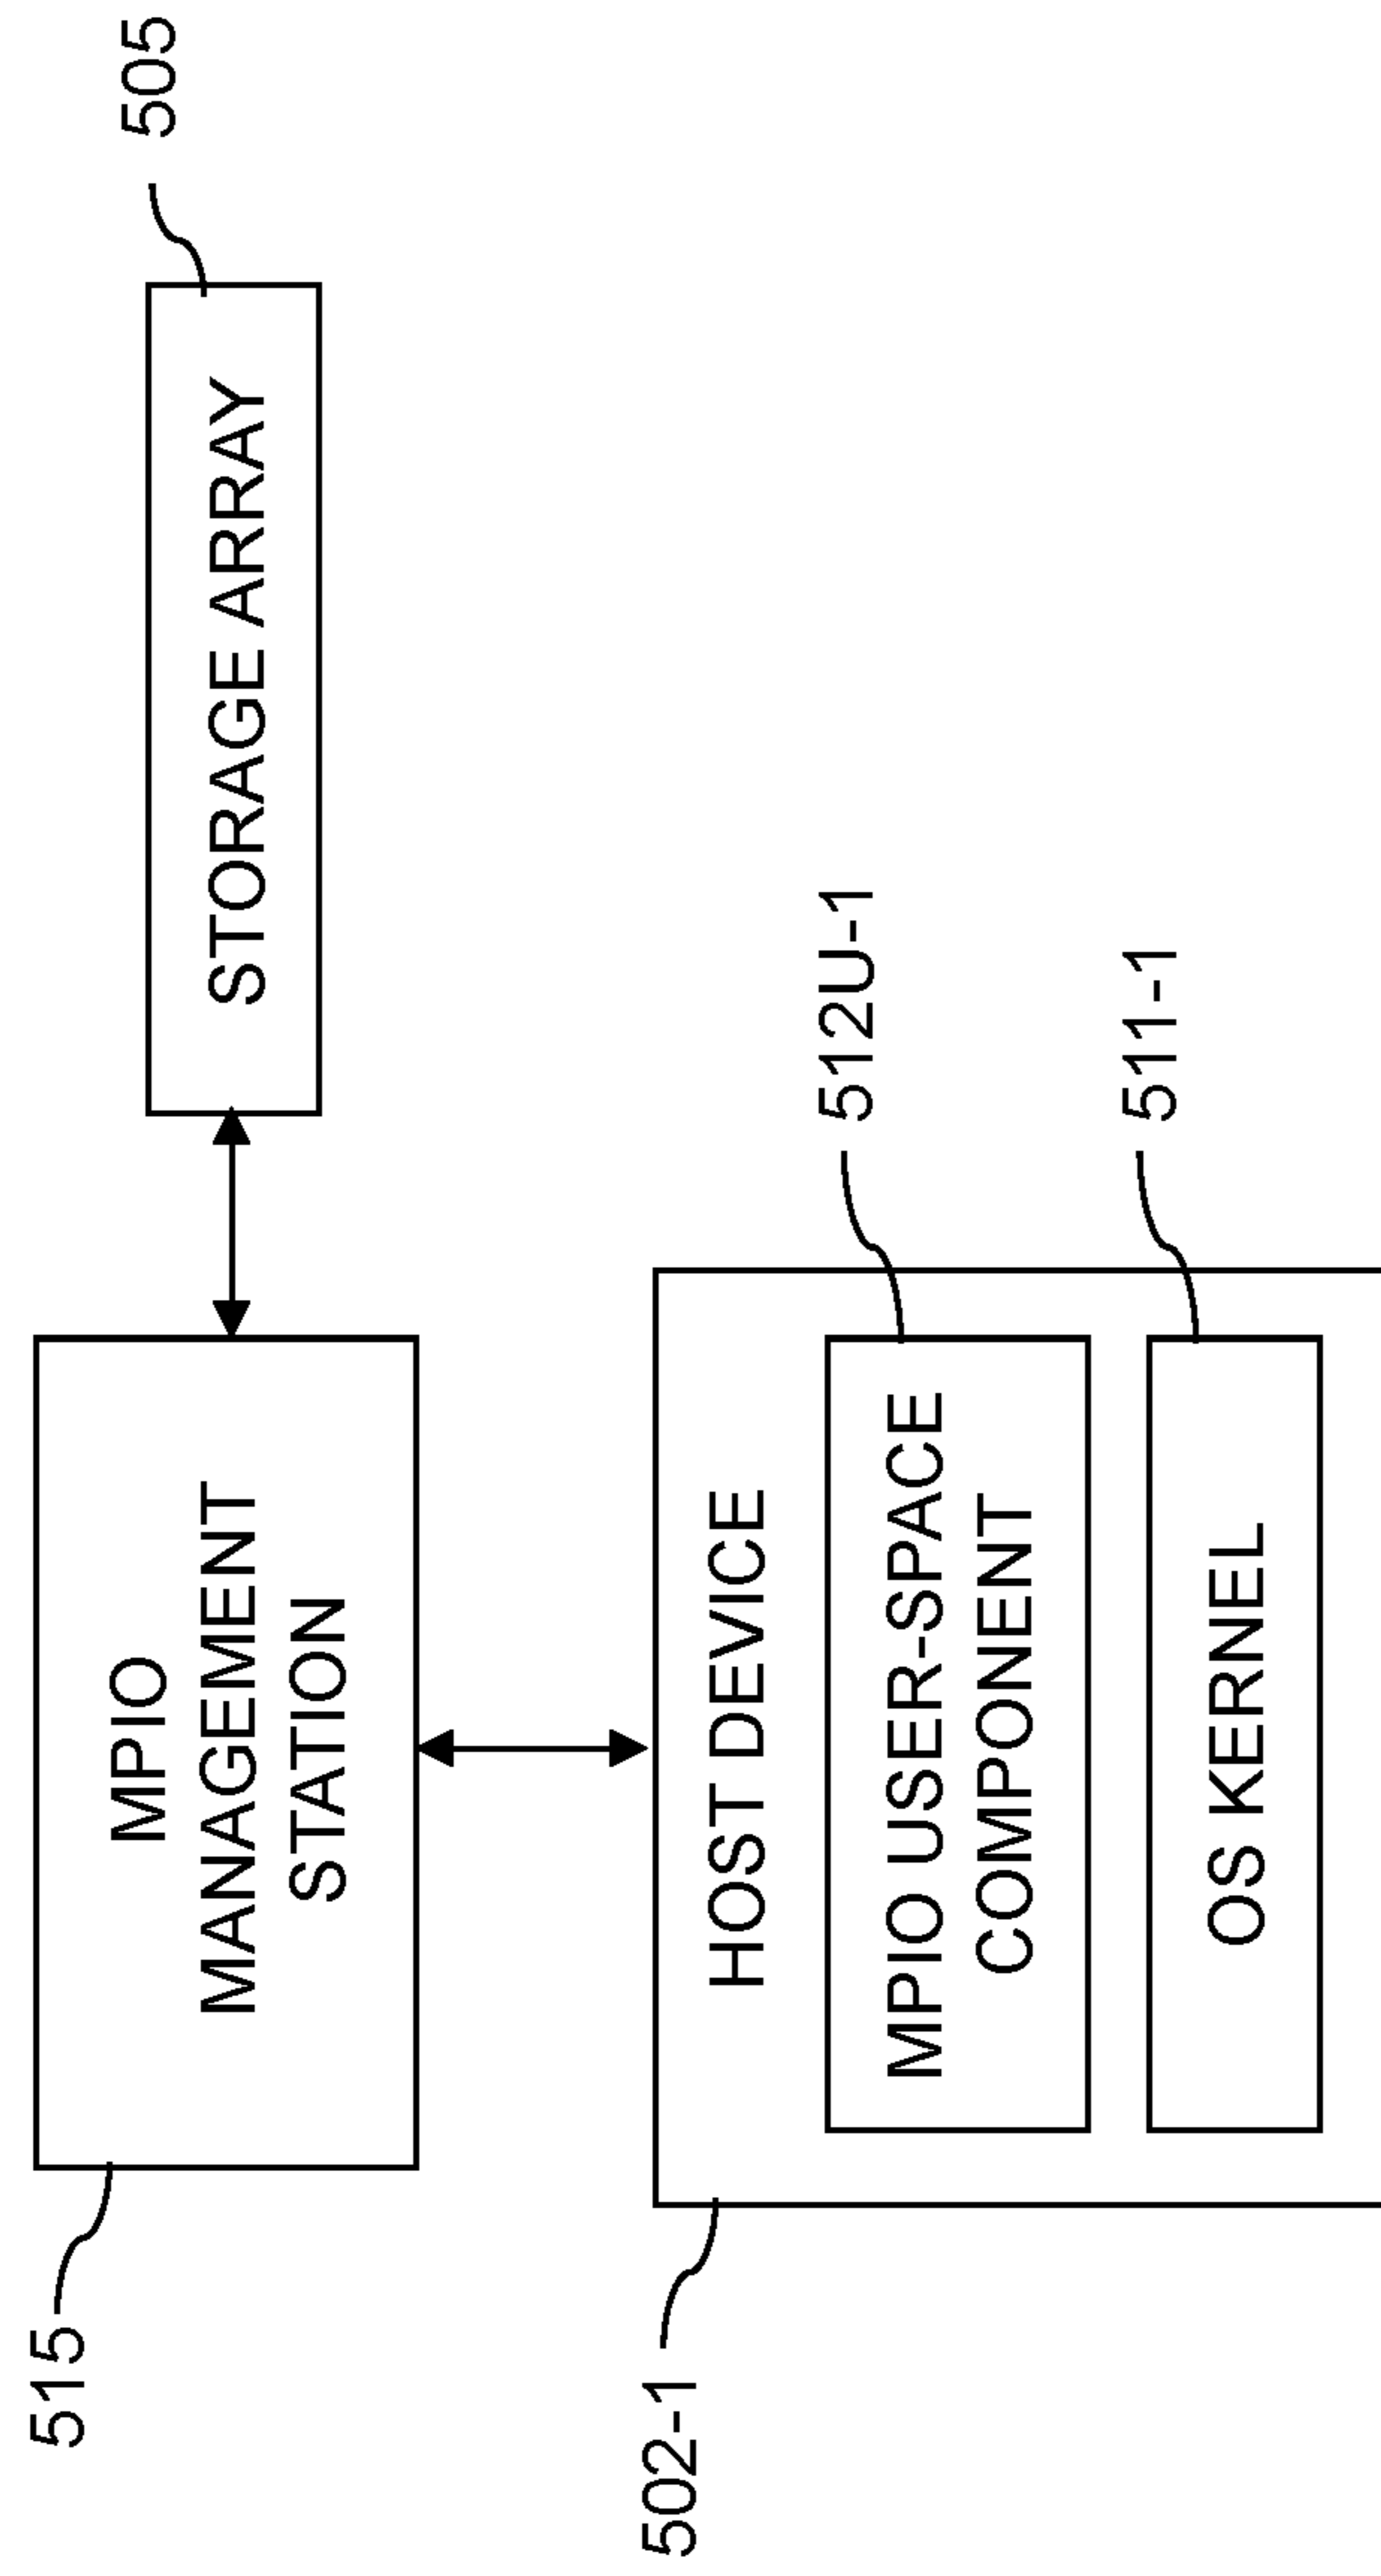 515
MPIO
MANAGEMENT
STATION
STORAGE ARRAY
505
502-1
HOST DEVICE
MPIO USER-SPACE
COMPONENT
512U-1
OS KERNEL
511-1